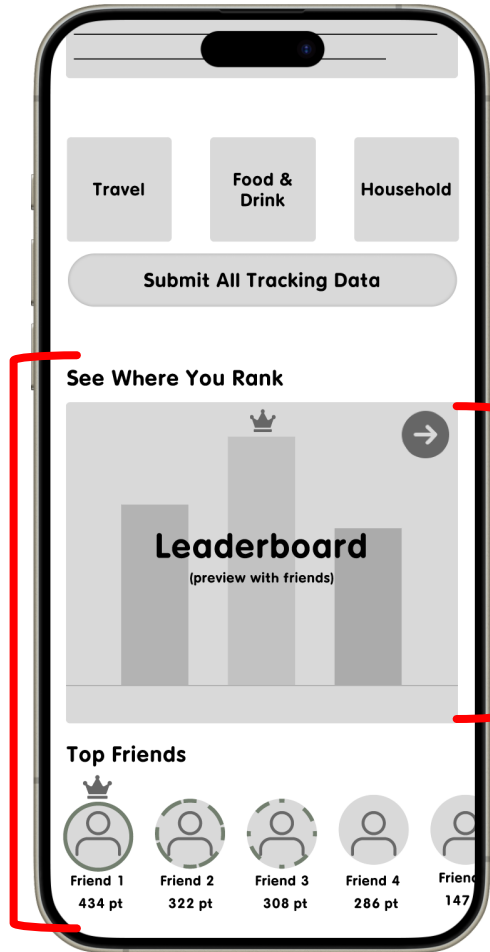 Travel
Food &
Drink
Household
Submit All Tracking Data
See Where You Rank
Leaderboard
(preview with friends)
Top Friends
Friend 1
Friend 2
Friend 3
Friend 4
Friend
434 pt
322 pt
308 pt
286 pt
147